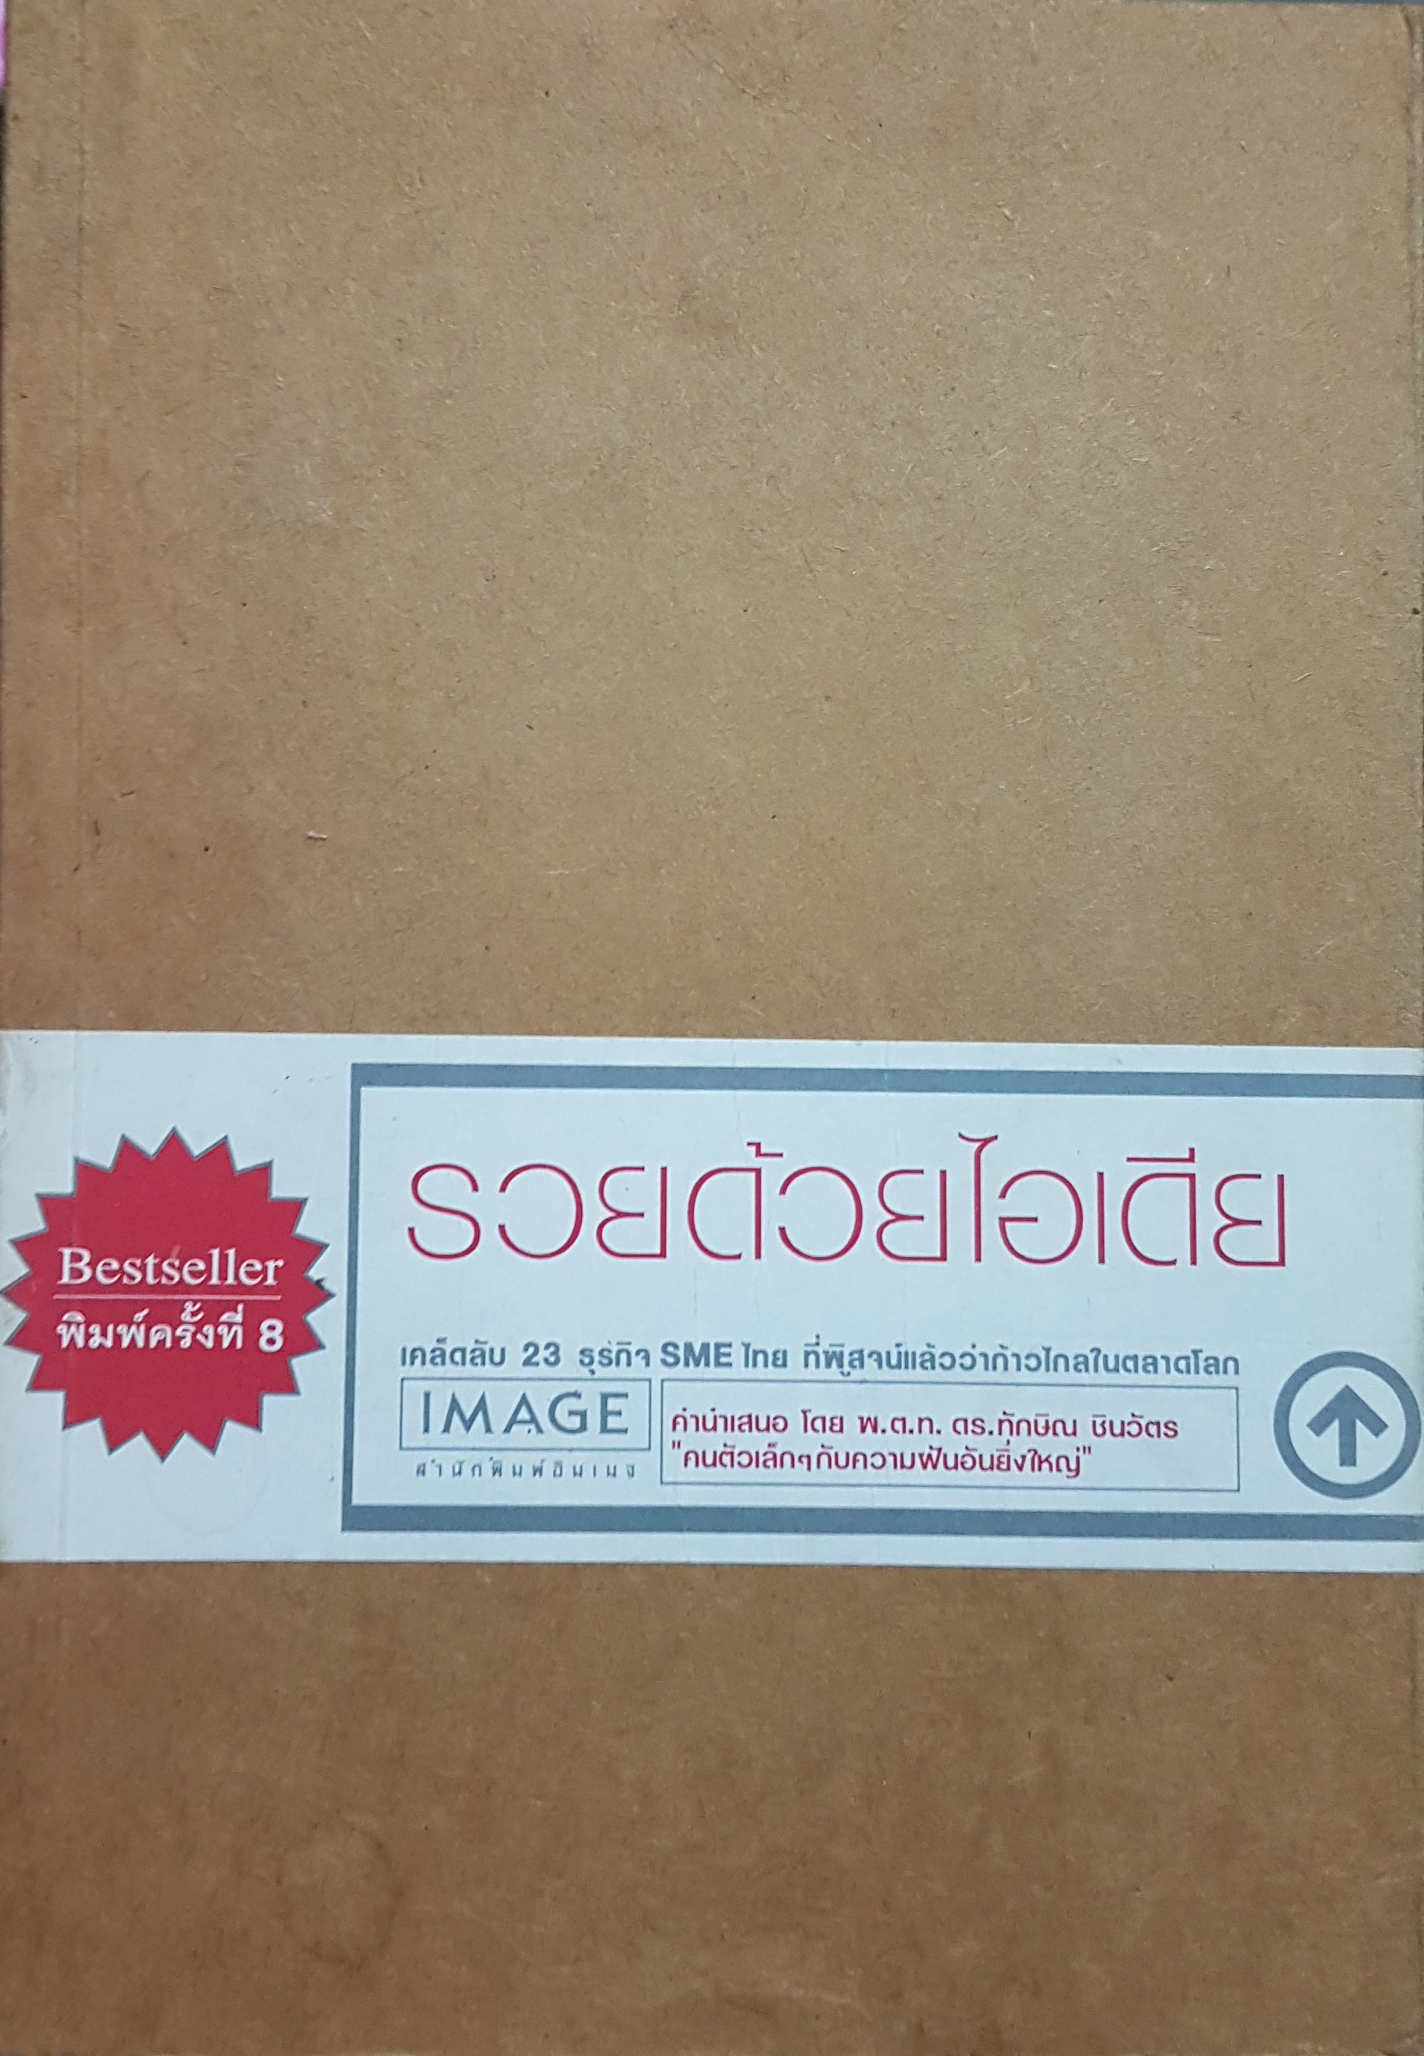 Bestseller
พิมพ์ครั้งที่ 8
รวยด้วยไอเดีย
เคล็ดลับ 23 ธุรกิจ SME ไทย ที่พิสูจน์แล้วว่าก้าวไกลในตลาดโลก
IMAGE
สำนักพิมพ์อิมเมจ
คำนำเสนอ โดย พ.ต.ท. ดร.ทักษิณ ชินวัตร
"คนตัวเล็กๆกับความฝันอันยิ่งใหญ่"